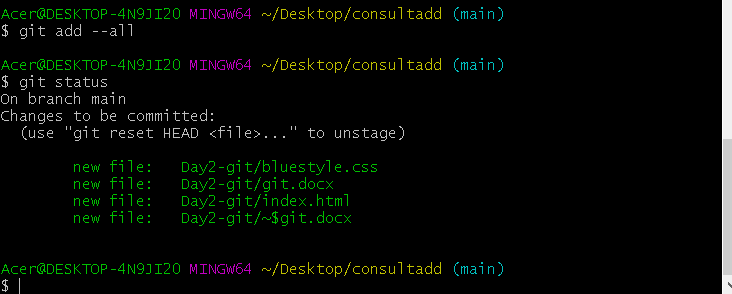 Acer@DESKTOP-4N9JI20 MINGW64 ~/Desktop/consultadd (main)
$ git add --all
Acer@DESKTOP-4N9JI20 MINGW64 ~/Desktop/consultadd (main)
$ git status
On branch main
Changes to be committed:
  (use "git reset HEAD <file>..." to unstage)
        new file:   Day2-git/bluestyle.css
        new file:   Day2-git/git.docx
        new file:   Day2-git/index.html
        new file:   Day2-git/~$git.docx
Acer@DESKTOP-4N9JI20 MINGW64 ~/Desktop/consultadd (main)
$